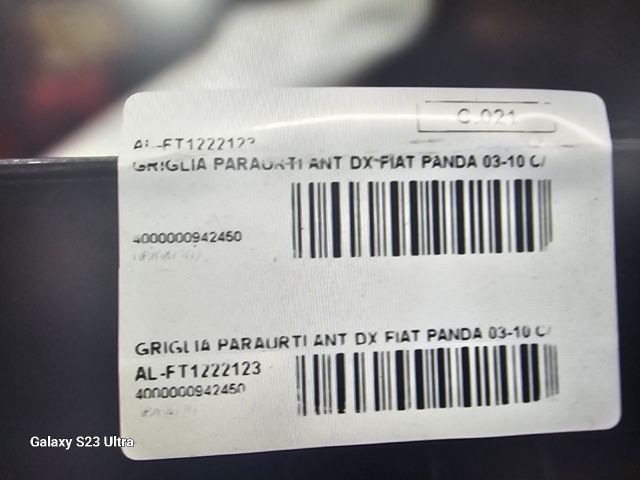 C.021
AL-FT1222123
GRIGLIA PARAURTI ANT DX FIAT PANDA 03-10 C/
4000000942450
GRIGLIA PARAURTI ANT DX FIAT PANDA 03-10 C/
AL-FT1222123
4000000942450
Galaxy S23 Ultra